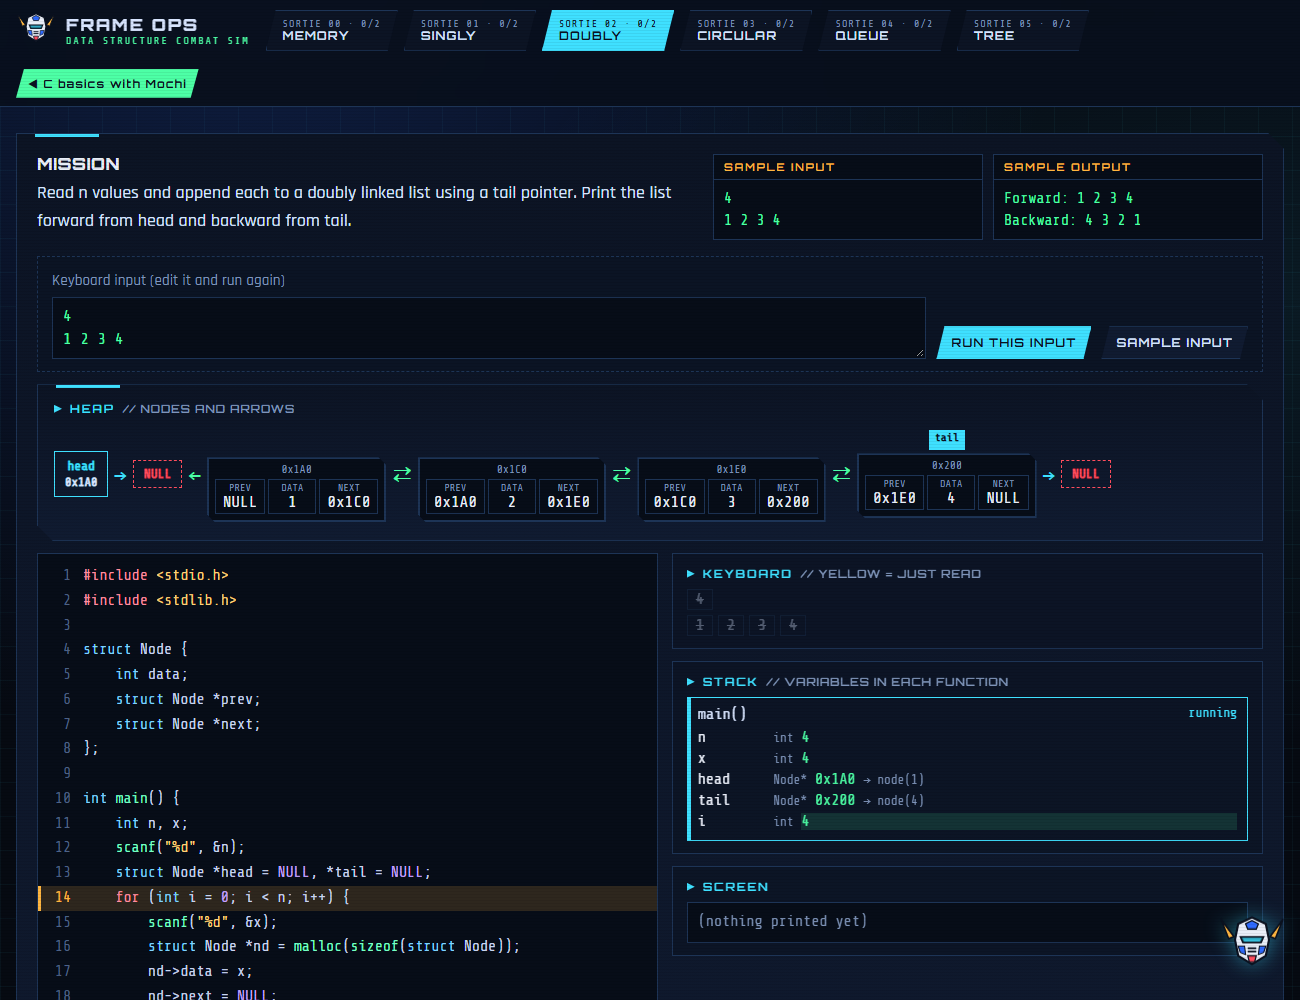 FRAME OPS
DATA STRUCTURE COMBAT SIM
SORTIE 00 · 0/2
MEMORY
SORTIE 01 · 0/2
SINGLY
SORTIE 02 · 0/2
DOUBLY
SORTIE 03 · 0/2
CIRCULAR
SORTIE 04 · 0/2
QUEUE
SORTIE 05 · 0/2
TREE
◀ C basics with Mochi
MISSION
Read n values and append each to a doubly linked list using a tail pointer. Print the list
forward from head and backward from tail.
SAMPLE INPUT
4
1 2 3 4
SAMPLE OUTPUT
Forward: 1 2 3 4
Backward: 4 3 2 1
Keyboard input (edit it and run again)
4
1 2 3 4
RUN THIS INPUT
SAMPLE INPUT
▶ HEAP // NODES AND ARROWS
head
0x1A0
→
NULL
←
0x1A0
PREV DATA NEXT
NULL 1 0x1C0
⇄
0x1C0
PREV DATA NEXT
0x1A0 2 0x1E0
⇄
0x1E0
PREV DATA NEXT
0x1C0 3 0x200
⇄
tail
0x200
PREV DATA NEXT
0x1E0 4 NULL
→
NULL
1 #include <stdio.h>
2 #include <stdlib.h>
3
4 struct Node {
5     int data;
6     struct Node *prev;
7     struct Node *next;
8 };
9
10 int main() {
11     int n, x;
12     scanf("%d", &n);
13     struct Node *head = NULL, *tail = NULL;
14     for (int i = 0; i < n; i++) {
15         scanf("%d", &x);
16         struct Node *nd = malloc(sizeof(struct Node));
17         nd->data = x;
18         nd->next = NULL;
▶ KEYBOARD // YELLOW = JUST READ
4
1 2 3 4
▶ STACK // VARIABLES IN EACH FUNCTION
main() running
n int 4
x int 4
head Node* 0x1A0 → node(1)
tail Node* 0x200 → node(4)
i int 4
▶ SCREEN
(nothing printed yet)